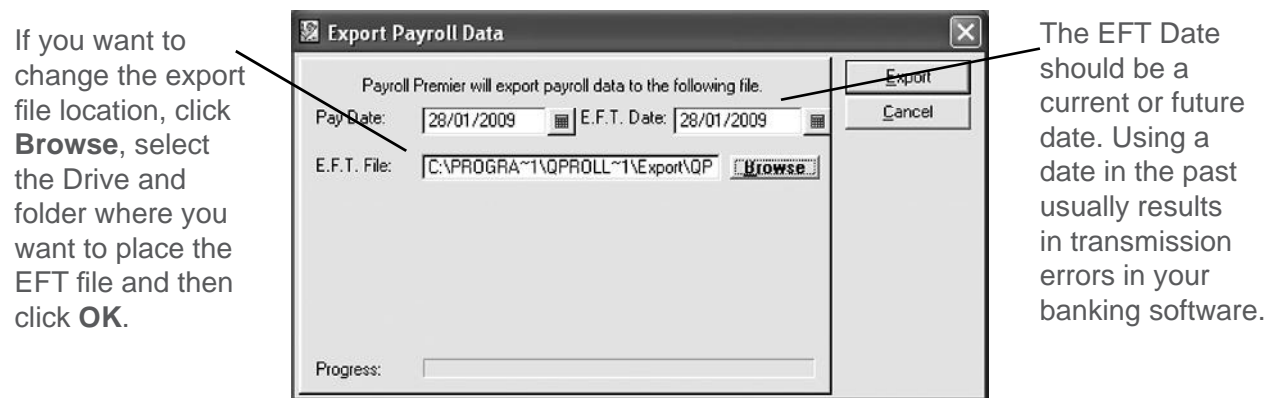 If you want to
change the export
file location, click
Browse, select
the Drive and
folder where you
want to place the
EFT file and then
click OK.
Export Payroll Data
Payroll Premier will export payroll data to the following file.
Pay Date: 28/01/2009 E.F.T. Date: 28/01/2009
E.F.T. File: C:\PROGRA~1\QPROLL~1\Export\QP Browse
Progress:
Export
Cancel
The EFT Date
should be a
current or future
date. Using a
date in the past
usually results
in transmission
errors in your
banking software.